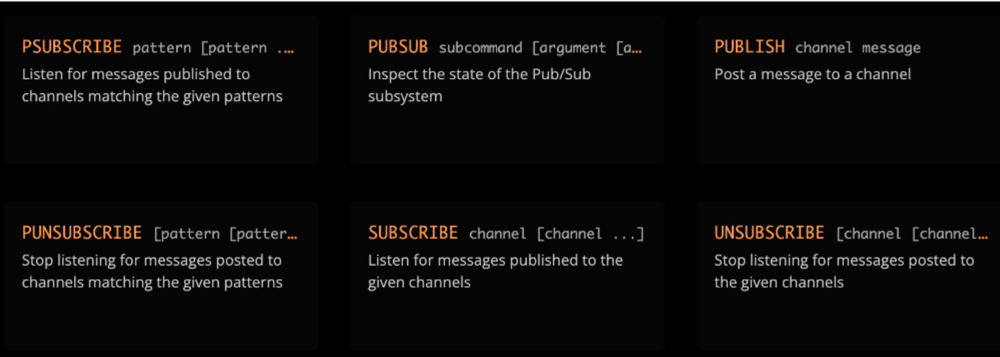 PSUBSCRIBE pattern [pattern .…
Listen for messages published to
channels matching the given patterns
PUBSUB subcommand [argument [a…
Inspect the state of the Pub/Sub
subsystem
PUBLISH channel message
Post a message to a channel
PUNSUBSCRIBE [pattern [patter…
Stop listening for messages posted to
channels matching the given patterns
SUBSCRIBE channel [channel ...]
Listen for messages published to the
given channels
UNSUBSCRIBE [channel [channel…
Stop listening for messages posted to
the given channels